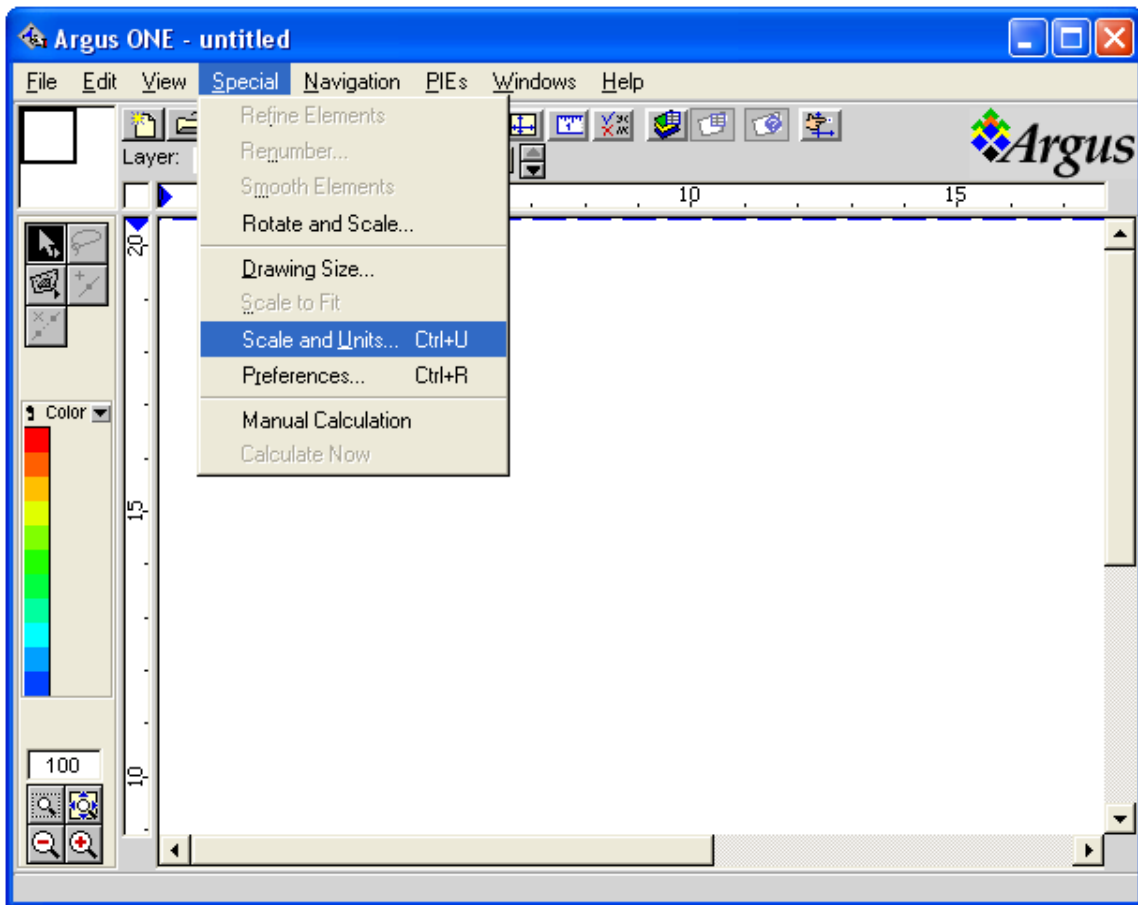 Argus ONE - untitled
File Edit View Special Navigation PIEs Windows Help
Refine Elements
Renumber...
Smooth Elements
Rotate and Scale...
Drawing Size...
Scale to Fit
Scale and Units... Ctrl+U
Preferences... Ctrl+R
Manual Calculation
Calculate Now
Layer:
Argus
10 15
20
15
10
Color
100